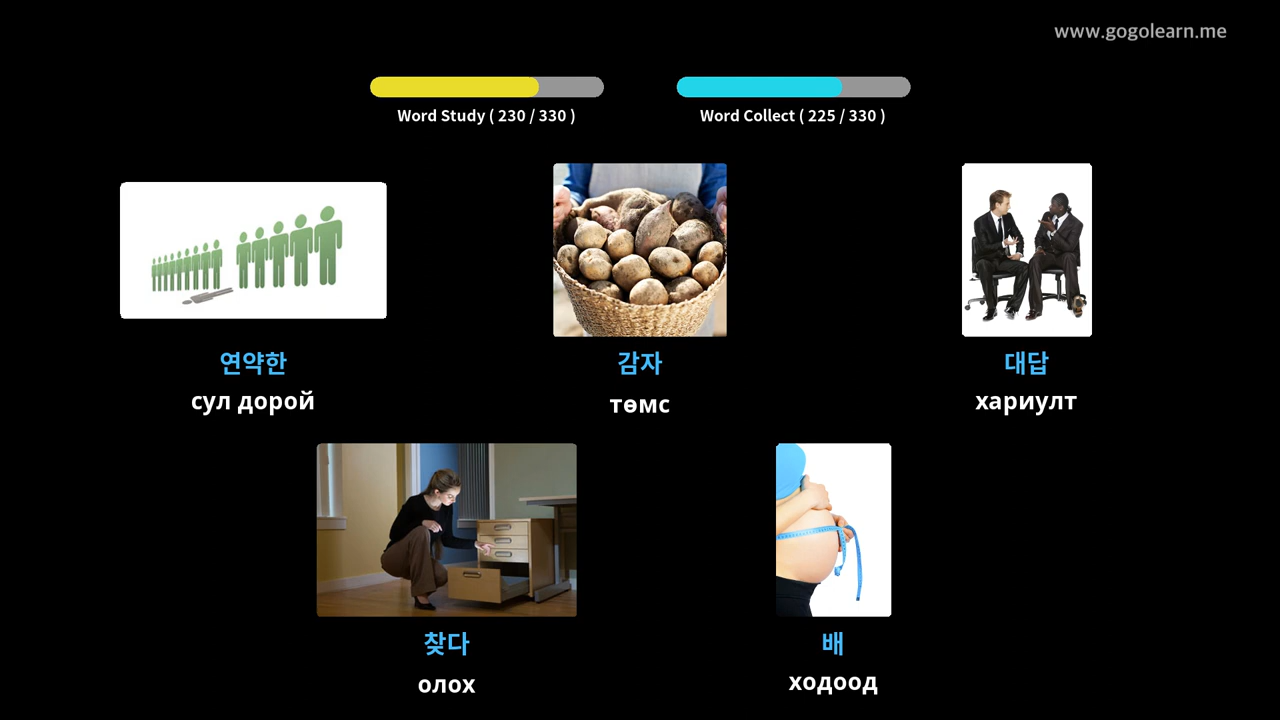 www.gogolearn.me
Word Study ( 230 / 330 )
Word Collect ( 225 / 330 )
연약한
сул дорой
감자
төмс
대답
хариулт
찾다
олох
배
ходоод